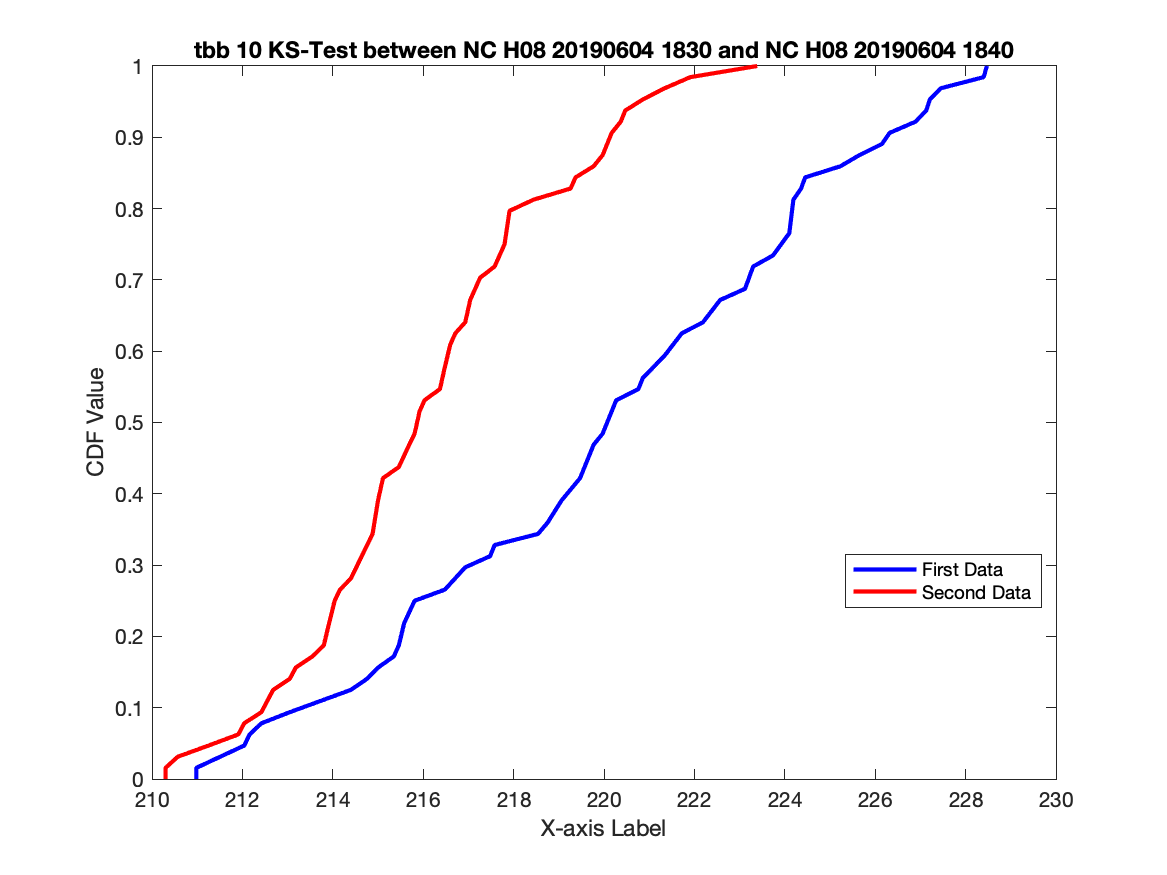 tbb 10 KS-Test between NC H08 20190604 1830 and NC H08 20190604 1840
1
0.9
0.8
0.7
0.6
0.5
0.4
0.3
0.2
0.1
0
CDF Value
First Data
Second Data
210 212 214 216 218 220 222 224 226 228 230
X-axis Label